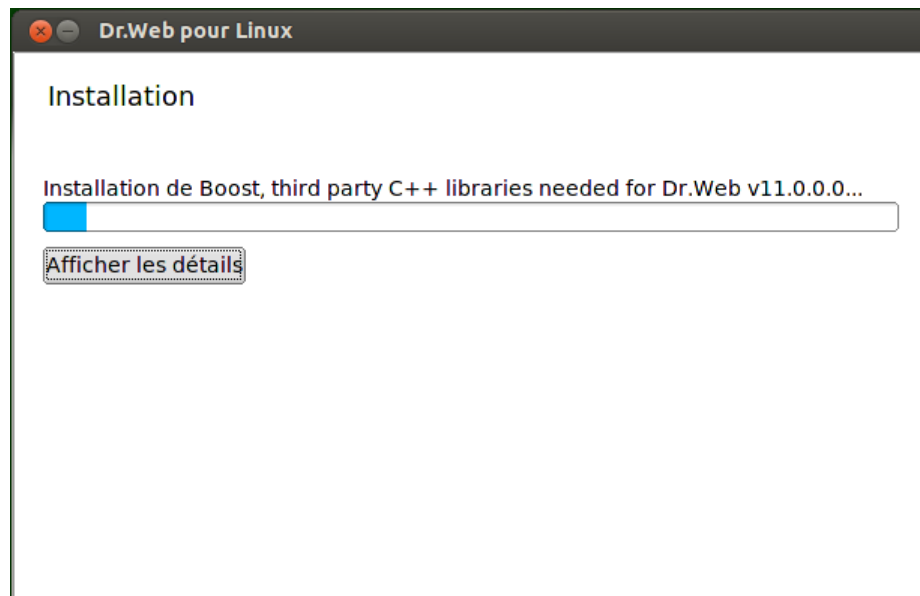 Dr.Web pour Linux
Installation
Installation de Boost, third party C++ libraries needed for Dr.Web v11.0.0.0...
Afficher les détails